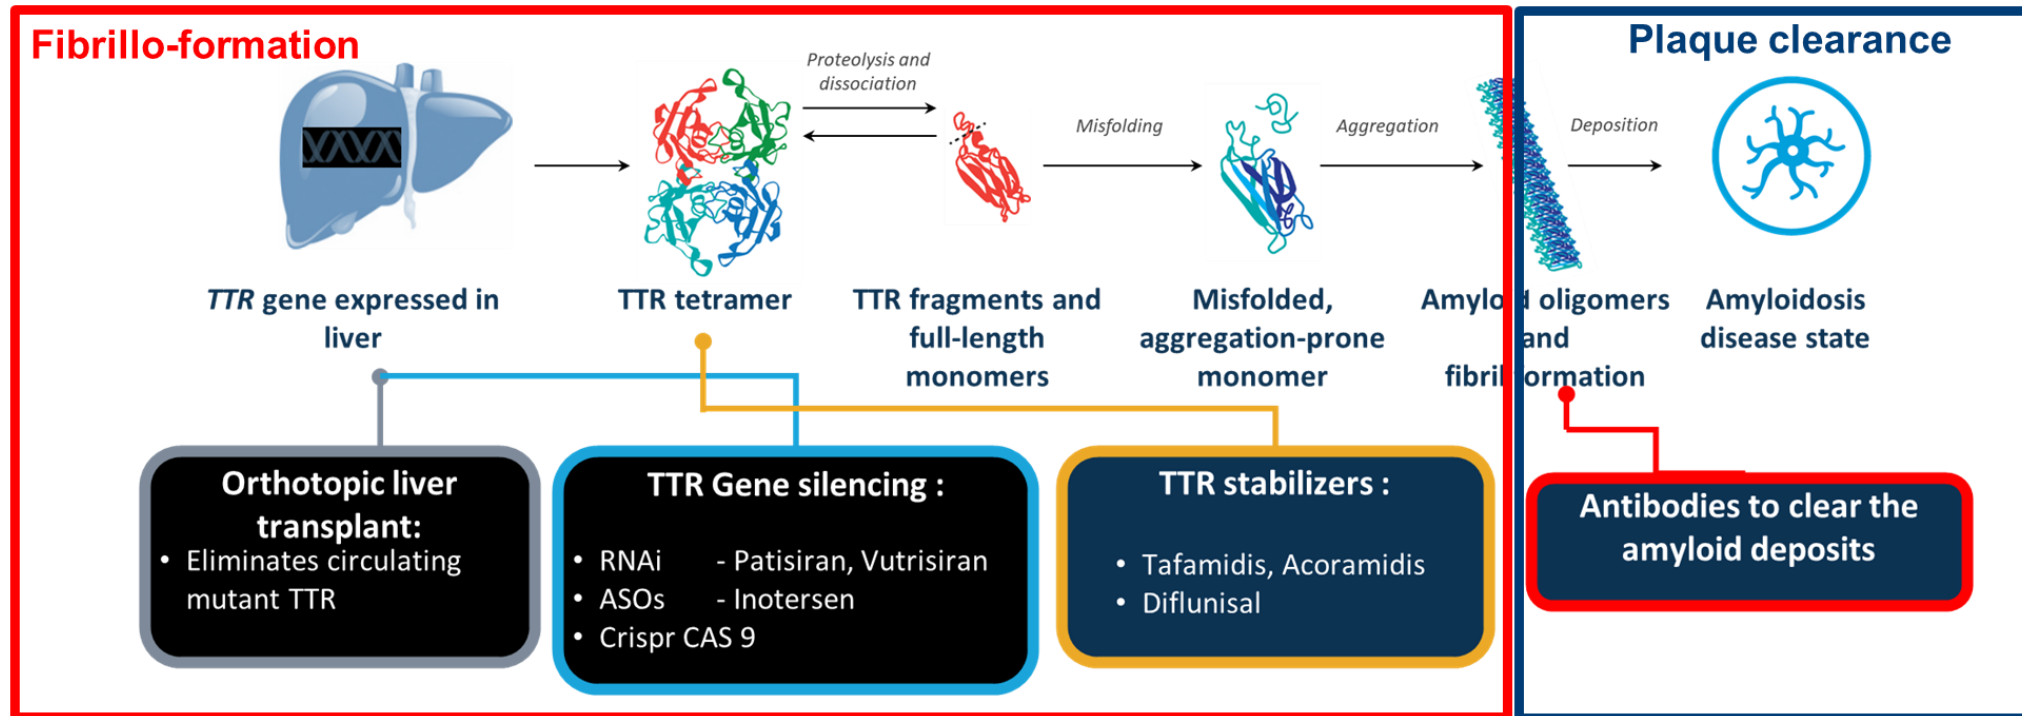 Fibrillo-formation
Plaque clearance
Proteolysis and
dissociation
Misfolding
Aggregation
Deposition
TTR gene expressed in
liver
TTR tetramer
TTR fragments and
full-length
monomers
Misfolded,
aggregation-prone
monomer
Amyloid oligomers
and
fibril formation
Amyloidosis
disease state
Orthotopic liver
transplant:
• Eliminates circulating
mutant TTR
TTR Gene silencing :
• RNAi - Patisiran, Vutrisiran
• ASOs - Inotersen
• Crispr CAS 9
TTR stabilizers :
• Tafamidis, Acoramidis
• Diflunisal
Antibodies to clear the
amyloid deposits